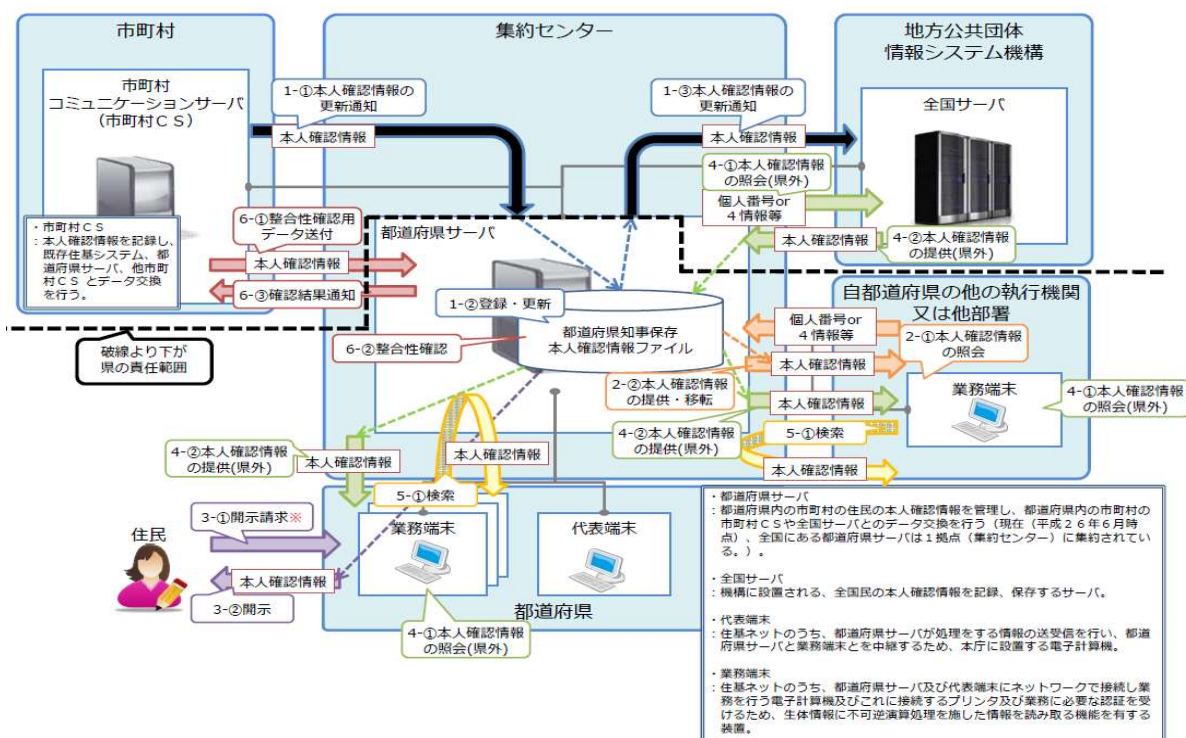 市町村
集約センター
地方公共団体
情報システム機構
市町村
コミュニケーションサーバ
(市町村CS)
1-①本人確認情報の
更新通知
本人確認情報
1-③本人確認情報の
更新通知
本人確認情報
全国サーバ
4-①本人確認情報
の照会(県外)
個人番号or
4情報等
本人確認情報
4-②本人確認情報
の提供(県外)
・市町村CS
:本人確認情報を記録し、
既存住基システム、都
道府県サーバ、他市町
村CS とデータ交換
を行う。
6-①整合性確認用
データ送付
本人確認情報
6-③確認結果通知
都道府県サーバ
1-②登録・更新
都道府県知事保存
本人確認情報ファイル
6-②整合性確認
破線より下が
県の責任範囲
自都道府県の他の執行機関
又は他部署
個人番号or
4情報等
2-①本人確認情報
の照会
本人確認情報
2-②本人確認情報
の提供・移転
本人確認情報
業務端末
4-①本人確認情報
の照会(県外)
4-②本人確認情報
の提供(県外)
5-①検索
本人確認情報
4-②本人確認情報
の提供(県外)
本人確認情報
本人確認情報
5-①検索
住民
3-①開示請求※
本人確認情報
3-②開示
業務端末
代表端末
都道府県
4-①本人確認情報
の照会(県外)
・都道府県サーバ
:都道府県内の市町村の住民の本人確認情報を管理し、都道府県内の市町村の
市町村CSや全国サーバとのデータ交換を行う(現在(平成26年6月時
点)、全国にある都道府県サーバは1拠点(集約センター)に集約されてい
る。)。
・全国サーバ
:機構に設置される、全国民の本人確認情報を記録、保存するサーバ。
・代表端末
:住基ネットのうち、都道府県サーバが処理をする情報の送受信を行い、都道
府県サーバと業務端末とを中継するため、本庁に設置する電子計算機。
・業務端末
:住基ネットのうち、都道府県サーバ及び代表端末にネットワークで接続し業
務を行う電子計算機及びこれに接続するプリンタ及び業務に必要な認証を受
けるため、生体情報に不可逆演算処理を施した情報を読み取る機能を有する
装置。